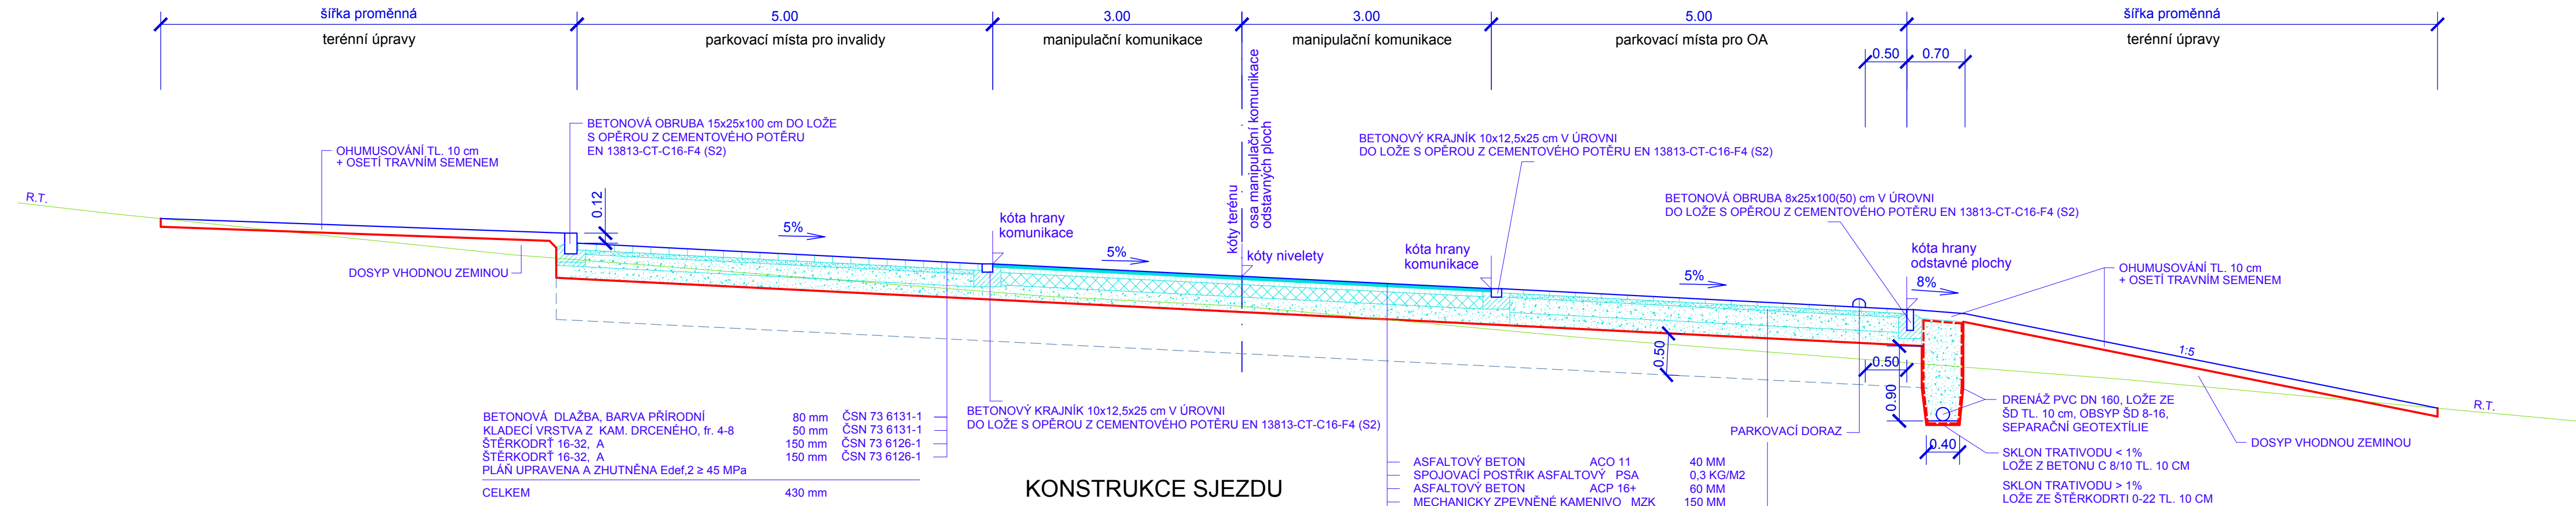 šířka proměnná
5.00
3.00
3.00
5.00
šířka proměnná
terénní úpravy
parkovací místa pro invalidy
manipulační komunikace
manipulační komunikace
parkovací místa pro OA
terénní úpravy
0.50
0.70
osa manipulační komunikace
odstavných ploch
kóty terénu
BETONOVÁ OBRUBA 15x25x100 cm DO LOŽE
S OPĚROU Z CEMENTOVÉHO POTĚRU
EN 13813-CT-C16-F4 (S2)
OHUMUSOVÁNÍ TL. 10 cm
+ OSETÍ TRAVNÍM SEMENEM
BETONOVÝ KRAJNÍK 10x12,5x25 cm V ÚROVNI
DO LOŽE S OPĚROU Z CEMENTOVÉHO POTĚRU EN 13813-CT-C16-F4 (S2)
R.T.
0.12
BETONOVÁ OBRUBA 8x25x100(50) cm V ÚROVNI
DO LOŽE S OPĚROU Z CEMENTOVÉHO POTĚRU EN 13813-CT-C16-F4 (S2)
5%
kóta hrany
komunikace
5%
kóty nivelety
kóta hrany
komunikace
5%
kóta hrany
odstavné plochy
8%
OHUMUSOVÁNÍ TL. 10 cm
+ OSETÍ TRAVNÍM SEMENEM
DOSYP VHODNOU ZEMINOU
0.50
0.50
0.90
1:5
R.T.
BETONOVÁ DLAŽBA, BARVA PŘÍRODNÍ 80 mm ČSN 73 6131-1
KLADECÍ VRSTVA Z KAM. DRCENÉHO, fr. 4-8 50 mm ČSN 73 6131-1
ŠTĚRKODRŤ 16-32, A 150 mm ČSN 73 6126-1
ŠTĚRKODRŤ 16-32, A 150 mm ČSN 73 6126-1
PLÁŇ UPRAVENA A ZHUTNĚNA Edef,2 ≥ 45 MPa
CELKEM 430 mm
BETONOVÝ KRAJNÍK 10x12,5x25 cm V ÚROVNI
DO LOŽE S OPĚROU Z CEMENTOVÉHO POTĚRU EN 13813-CT-C16-F4 (S2)
PARKOVACÍ DORAZ
0.40
DRENÁŽ PVC DN 160, LOŽE ZE
ŠD TL. 10 cm, OBSYP ŠD 8-16,
SEPARAČNÍ GEOTEXTÍLIE
DOSYP VHODNOU ZEMINOU
SKLON TRATIVODU < 1%
LOŽE Z BETONU C 8/10 TL. 10 CM
SKLON TRATIVODU > 1%
LOŽE ZE ŠTĚRKODRTI 0-22 TL. 10 CM
KONSTRUKCE SJEZDU
ASFALTOVÝ BETON ACO 11 40 MM
SPOJOVACÍ POSTŘIK ASFALTOVÝ PSA 0,3 KG/M2
ASFALTOVÝ BETON ACP 16+ 60 MM
MECHANICKY ZPEVNĚNÉ KAMENIVO MZK 150 MM